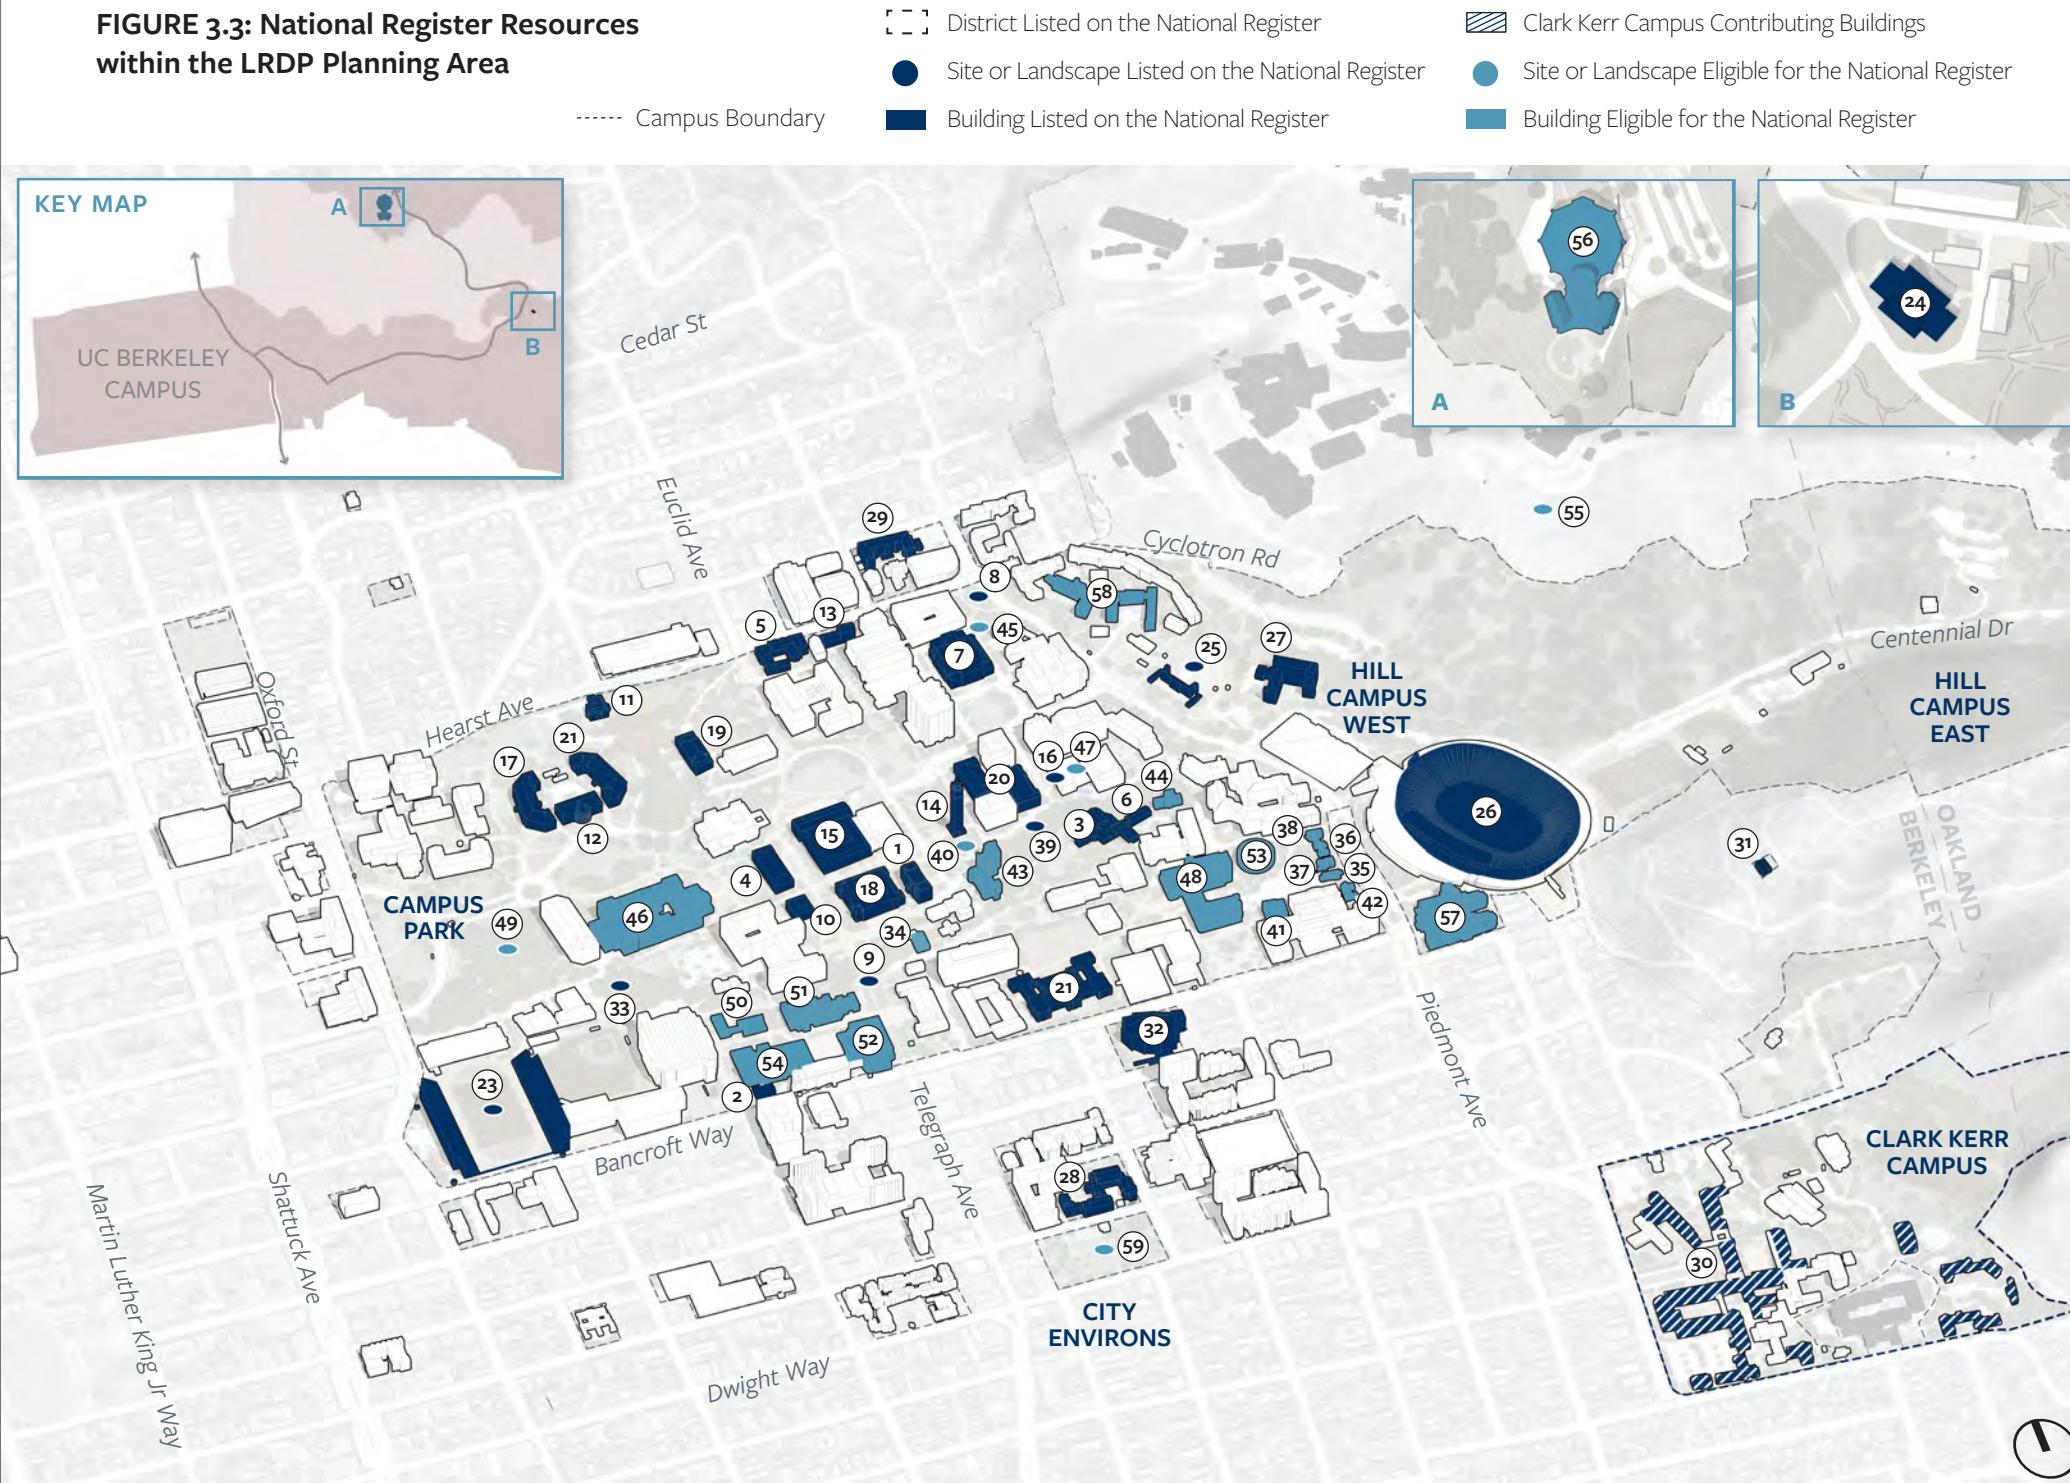 FIGURE 3.3: National Register Resources
within the LRDP Planning Area
Campus Boundary
District Listed on the National Register
Site or Landscape Listed on the National Register
Building Listed on the National Register
Clark Kerr Campus Contributing Buildings
Site or Landscape Eligible for the National Register
Building Eligible for the National Register
KEY MAP
A
B
UC BERKELEY
CAMPUS
56
A
24
B
Cedar St
Euclid Ave
Cyclotron Rd
Centennial Dr
Hearst Ave
Oxford St
29
55
8
58
13
5
45
7
25
27
HILL
CAMPUS
WEST
HILL
CAMPUS
EAST
11
19
21
17
12
16
47
20
44
14
6
26
15
3
1
39
40
38
36
53
37
35
43
4
18
48
42
31
OAKLAND
BERKELEY
CAMPUS
PARK
46
10
49
34
41
57
9
33
50
51
21
52
32
54
2
23
Bancroft Way
Telegraph Ave
Piedmont Ave
28
59
CITY
ENVIRONS
CLARK KERR
CAMPUS
30
Martin Luther King Jr Way
Shattuck Ave
Dwight Way